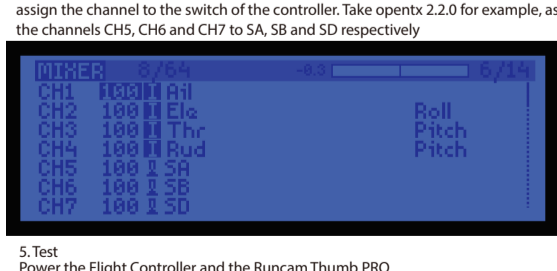 assign the channel to the switch of the controller. Take opentx 2.2.0 for example, as
the channels CH5, CH6 and CH7 to SA, SB and SD respectively
MIXER 8/64 -0.3 6/14
CH1 100 I Ail
CH2 100 I Ele Roll
CH3 100 I Thr Pitch
CH4 100 I Rud Pitch
CH5 100 SA
CH6 100 SB
CH7 100 SD
5. Test
Power the Flight Controller and the Runcam Thumb PRO